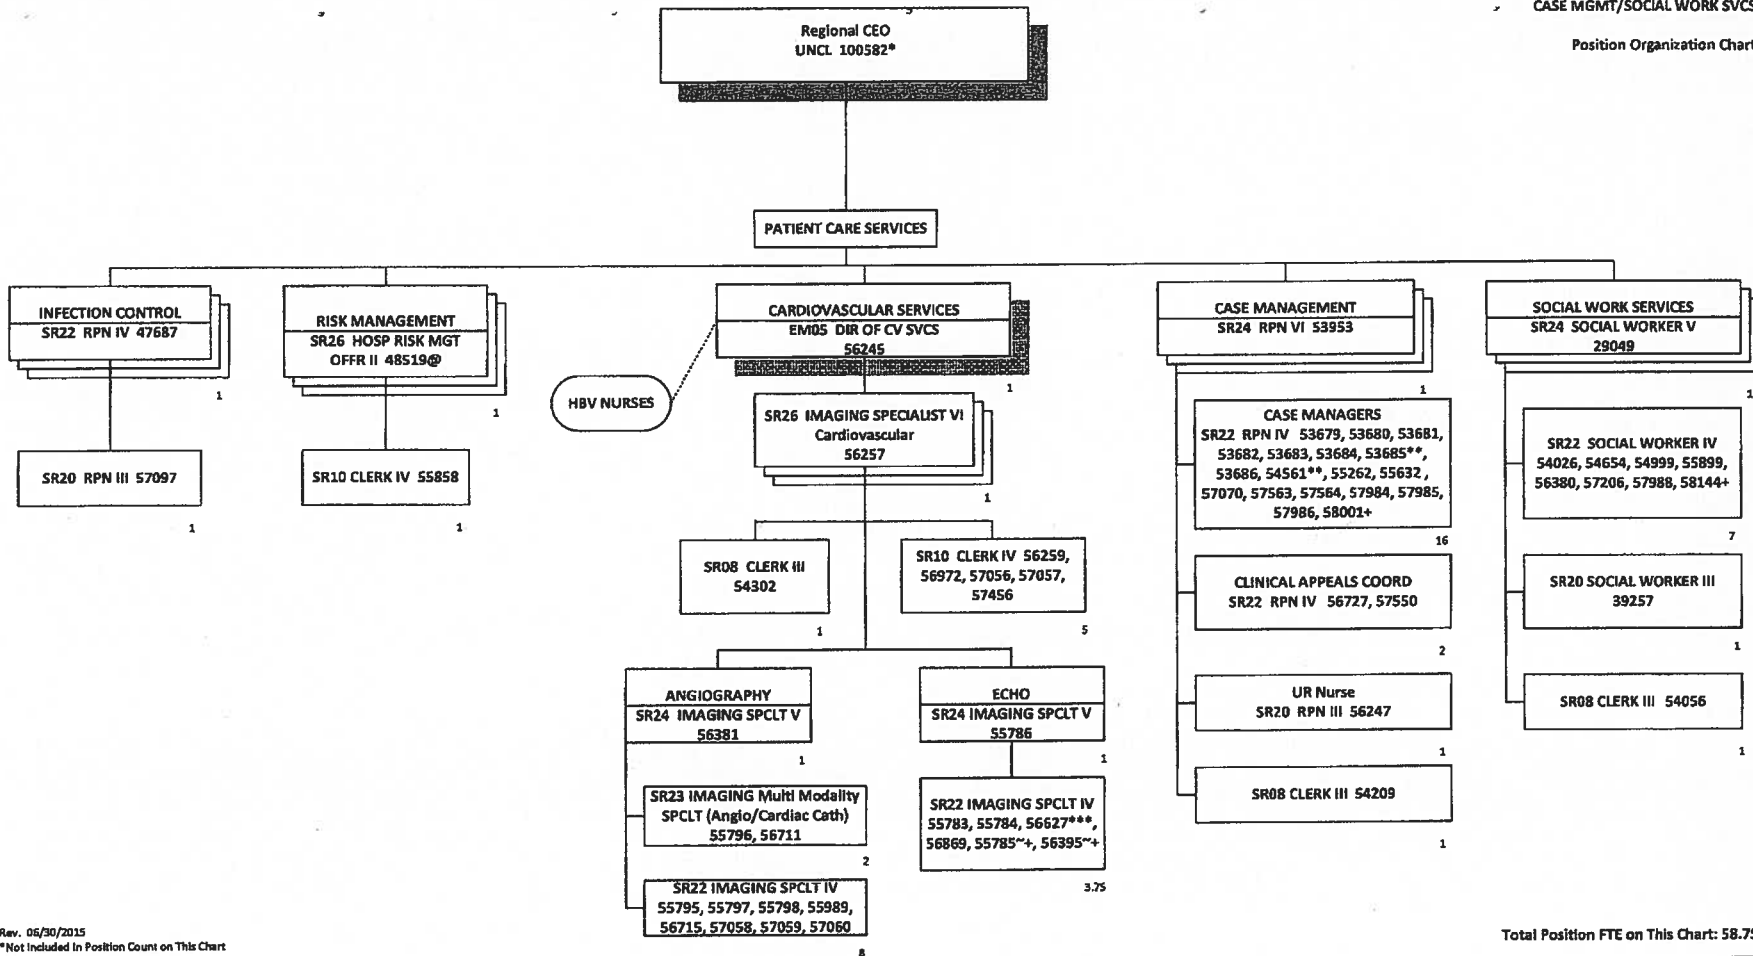 CASE MGMT/SOCIAL WORK SVCS
Position Organization Chart
Regional CEO
UNCL 100582*
PATIENT CARE SERVICES
INFECTION CONTROL
SR22 RPN IV 47687
1
SR20 RPN III 57097
1
RISK MANAGEMENT
SR26 HOSP RISK MGT
OFFR II 48519@
1
SR10 CLERK IV 55858
1
CARDIOVASCULAR SERVICES
EM05 DIR OF CV SVCS
56245
1
HBV NURSES
SR26 IMAGING SPECIALIST VI
Cardiovascular
56257
1
SR08 CLERK III
54302
1
SR10 CLERK IV 56259,
56972, 57056, 57057,
57456
5
ANGIOGRAPHY
SR24 IMAGING SPCLT V
56381
1
SR23 IMAGING Multi Modality
SPCLT (Angio/Cardiac Cath)
55796, 56711
2
SR22 IMAGING SPCLT IV
55795, 55797, 55798, 55989,
56715, 57058, 57059, 57060
8
ECHO
SR24 IMAGING SPCLT V
55786
1
SR22 IMAGING SPCLT IV
55783, 55784, 56627***,
56869, 55785~+, 56395~+
3.75
CASE MANAGEMENT
SR24 RPN VI 53953
1
CASE MANAGERS
SR22 RPN IV 53679, 53680, 53681,
53682, 53683, 53684, 53685**,
53686, 54561**, 55262, 55632,
57070, 57563, 57564, 57984, 57985,
57986, 58001+
16
CLINICAL APPEALS COORD
SR22 RPN IV 56727, 57550
2
UR Nurse
SR20 RPN III 56247
1
SR08 CLERK III 54209
1
SOCIAL WORK SERVICES
SR24 SOCIAL WORKER V
29049
1
SR22 SOCIAL WORKER IV
54026, 54654, 54999, 55899,
56380, 57206, 57988, 58144+
7
SR20 SOCIAL WORKER III
39257
1
SR08 CLERK III 54056
1
Rev. 06/30/2015
*Not Included in Position Count on This Chart
Total Position FTE on This Chart: 58.75